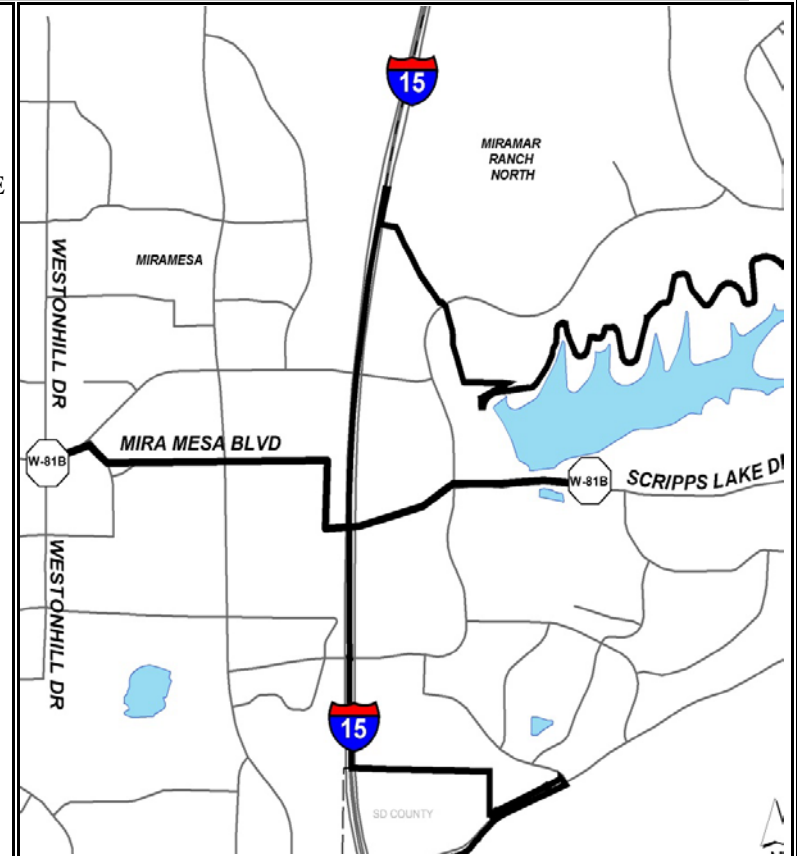 15
MIRAMAR
RANCH
NORTH
E
WESTONHILL DR
MIRAMESA
MIRA MESA BLVD
W-81B
W-81B
SCRIPPS LAKE D
WESTONHILL DR
15
SD COUNTY